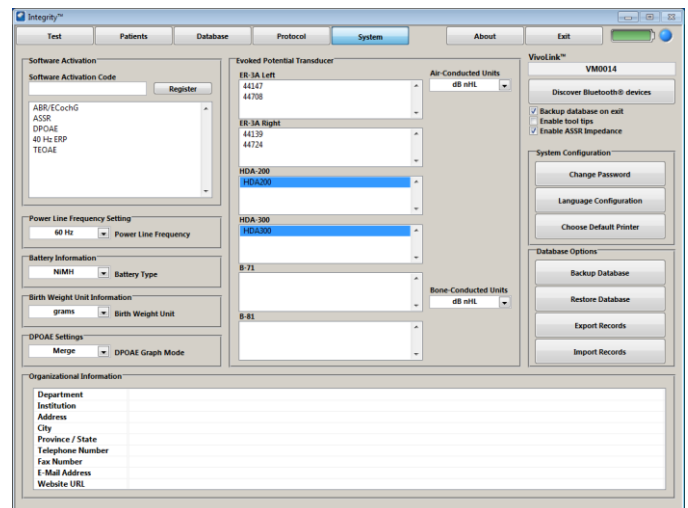 Integrity™
Test Patients Database Protocol System About Exit
Software Activation
Software Activation Code
Register
ABR/ECochG
ASSR
DPOAE
40 Hz ERP
TEOAE
Power Line Frequency Setting
60 Hz Power Line Frequency
Battery Information
NiMH Battery Type
Birth Weight Unit Information
grams Birth Weight Unit
DPOAE Settings
Merge DPOAE Graph Mode
Evoked Potential Transducer
ER-3A Left
44147
44708
ER-3A Right
44139
44724
HDA-200
HDA200
HDA-300
HDA300
B-71
B-81
Air-Conducted Units
dB nHL
Bone-Conducted Units
dB nHL
VivoLink™
VM0014
Discover Bluetooth® devices
Backup database on exit
Enable tool tips
Enable ASSR Impedance
System Configuration
Change Password
Language Configuration
Choose Default Printer
Database Options
Backup Database
Restore Database
Export Records
Import Records
Organizational Information
Department
Institution
Address
City
Province / State
Telephone Number
Fax Number
E-Mail Address
Website URL